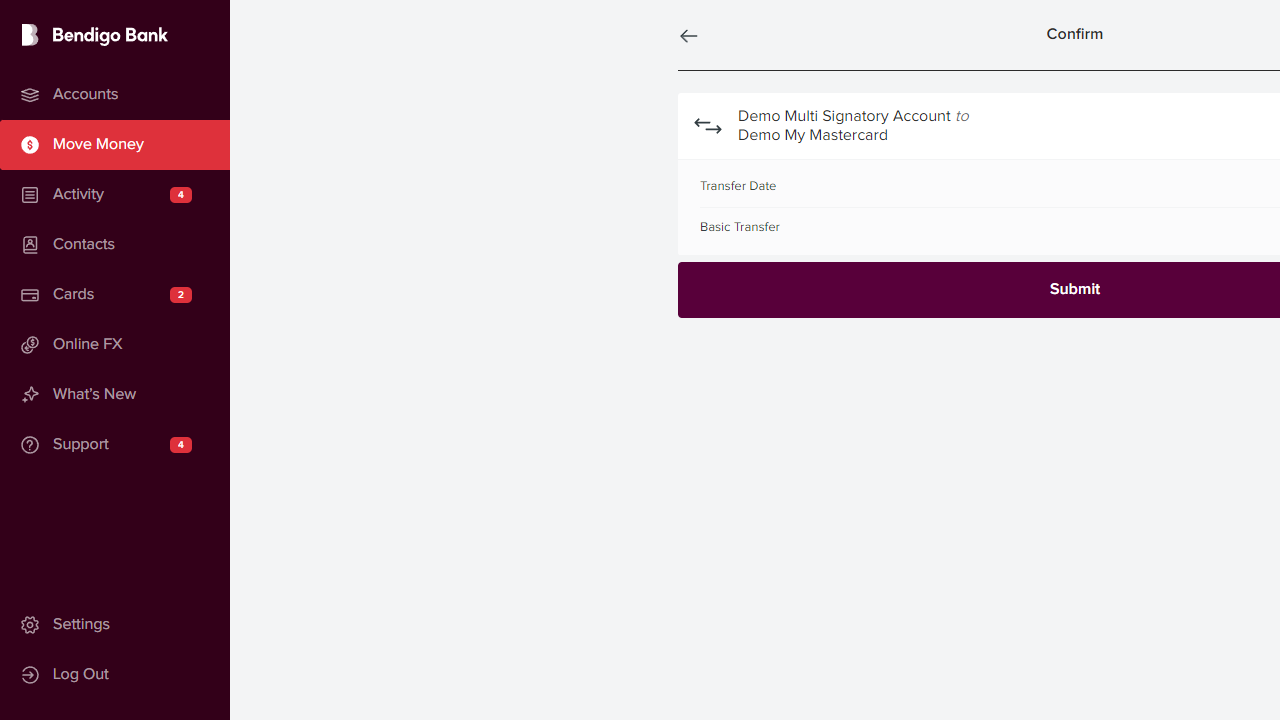 Bendigo Bank
Accounts
Move Money
Activity 4
Contacts
Cards 2
Online FX
What's New
Support 4
Settings
Log Out
Confirm
Demo Multi Signatory Account to
Demo My Mastercard
Transfer Date
Basic Transfer
Submit